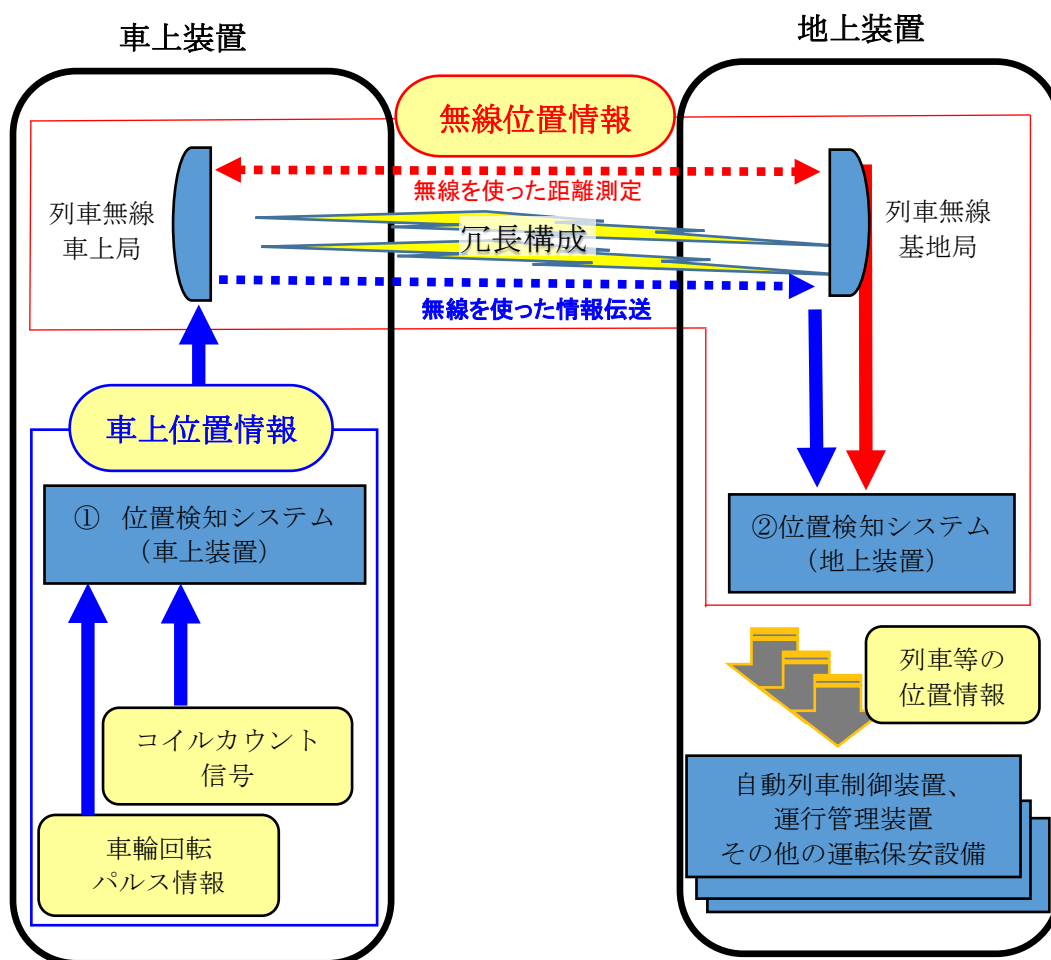 車上装置
地上装置
無線位置情報
無線を使った距離測定
列車無線
車上局
冗長構成
列車無線
基地局
無線を使った情報伝送
車上位置情報
① 位置検知システム
（車上装置）
②位置検知システム
（地上装置）
列車等の
位置情報
コイルカウント
信号
車輪回転
パルス情報
自動列車制御装置、
運行管理装置
その他の運転保安設備